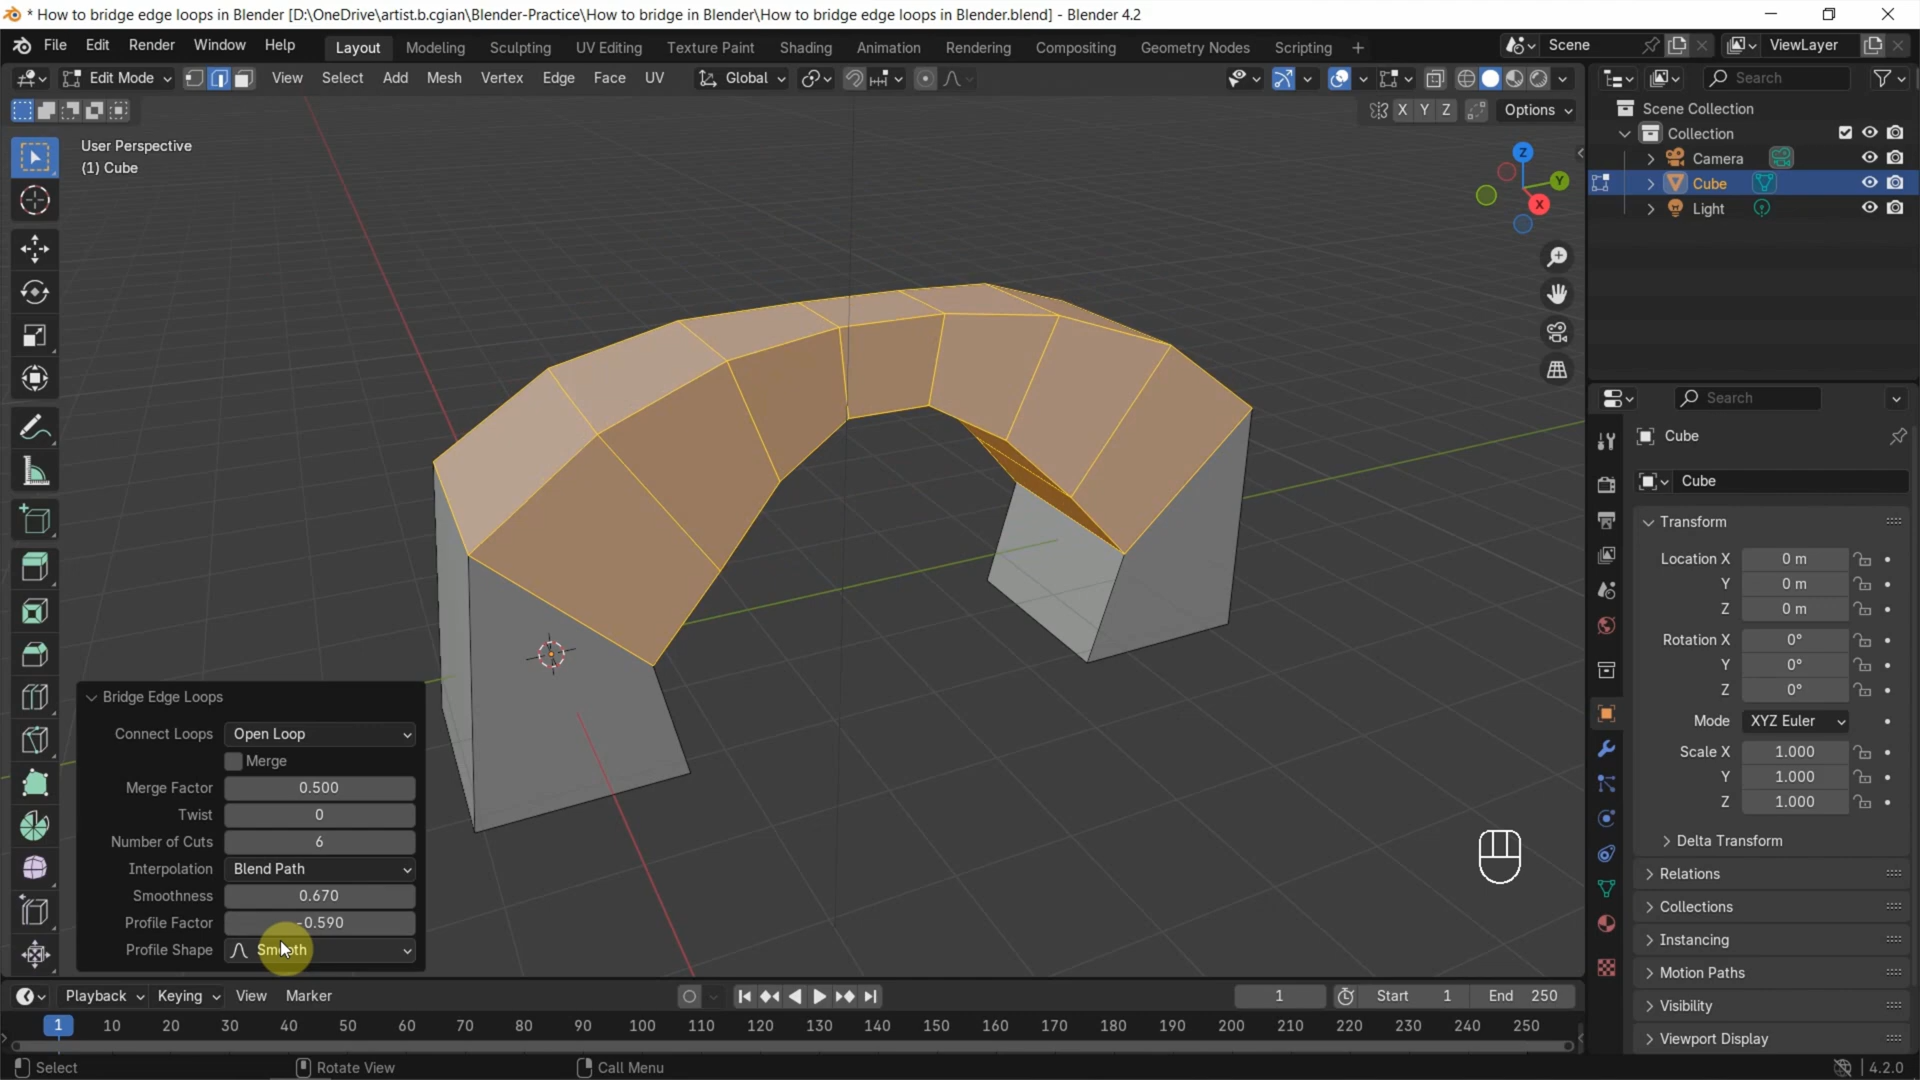 * How to bridge edge loops in Blender [D:\OneDrive\artist.b.cgian\Blender-Practice\How to bridge in Blender\How to bridge edge loops in Blender.blend] - Blender 4.2
File Edit Render Window Help Layout Modeling Sculpting UV Editing Texture Paint Shading Animation Rendering Compositing Geometry Nodes Scripting + Scene ViewLayer
Edit Mode View Select Add Mesh Vertex Edge Face UV Global Search
X Y Z Options
User Perspective
(1) Cube
Z
Y
X
Scene Collection
Collection
Camera
Cube
Light
Search
Cube
Cube
Transform
Location X 0 m
Y 0 m
Z 0 m
Rotation X 0°
Y 0°
Z 0°
Mode XYZ Euler
Scale X 1.000
Y 1.000
Z 1.000
Delta Transform
Relations
Collections
Instancing
Motion Paths
Visibility
Viewport Display
Bridge Edge Loops
Connect Loops Open Loop
Merge
Merge Factor 0.500
Twist 0
Number of Cuts 6
Interpolation Blend Path
Smoothness 0.670
Profile Factor -0.590
Profile Shape Smooth
Playback Keying View Marker 1 Start 1 End 250
1 10 20 30 40 50 60 70 80 90 100 110 120 130 140 150 160 170 180 190 200 210 220 230 240 250
Select Rotate View Call Menu 4.2.0